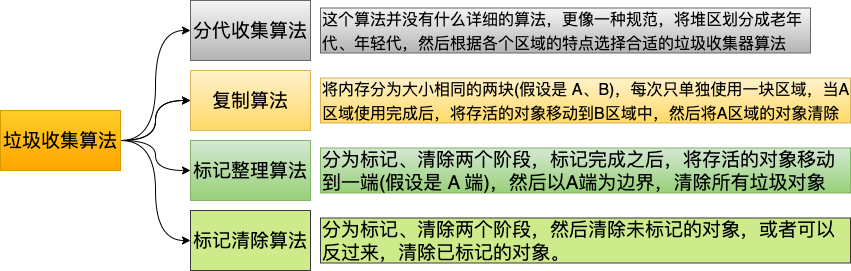 垃圾收集算法
分代收集算法
这个算法并没有什么详细的算法，更像一种规范，将堆区划分成老年
代、年轻代，然后根据各个区域的特点选择合适的垃圾收集器算法
复制算法
将内存分为大小相同的两块(假设是 A、B)，每次只单独使用一块区域，当A
区域使用完成后，将存活的对象移动到B区域中，然后将A区域的对象清除
标记整理算法
分为标记、清除两个阶段，标记完成之后，将存活的对象移动
到一端(假设是 A 端)，然后以A端为边界，清除所有垃圾对象
标记清除算法
分为标记、清除两个阶段，然后清除未标记的对象，或者可以
反过来，清除已标记的对象。